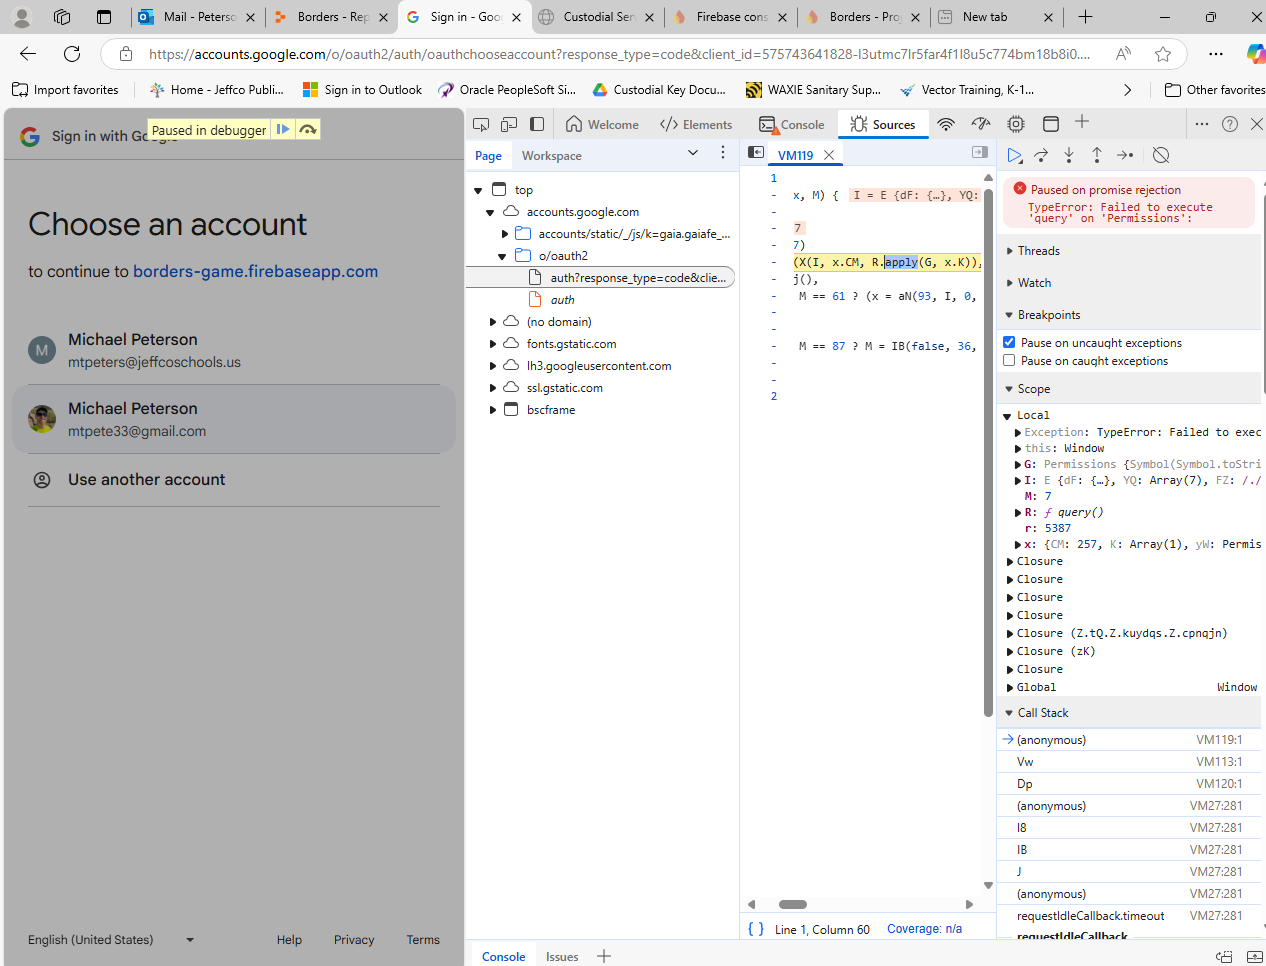 Mail - Peterso
Borders - Rep
Sign in - Goo
Custodial Ser
Firebase cons
Borders - Pro
New tab
https://accounts.google.com/o/oauth2/auth/oauthchooseaccount?response_type=code&client_id=575743641828-l3utmc7lr5far4f1l8u5c774bm18b8i0....
Import favorites
Home - Jeffco Publi...
Sign in to Outlook
Oracle PeopleSoft Si...
Custodial Key Docu...
WAXIE Sanitary Sup...
Vector Training, K-1...
Other favorites
Sign in with Google
Paused in debugger
Choose an account
to continue to borders-game.firebaseapp.com
M
Michael Peterson
mtpeters@jeffcoschools.us
Michael Peterson
mtpete33@gmail.com
Use another account
English (United States)
Help
Privacy
Terms
Welcome
Elements
Console
Sources
Page
Workspace
top
accounts.google.com
accounts/static/_/js/k=gaia.gaiafe_...
o/oauth2
auth?response_type=code&clie...
auth
(no domain)
fonts.gstatic.com
lh3.googleusercontent.com
ssl.gstatic.com
bscframe
VM119
1
- x, M) { I = E {dF: {…}, YQ:
-
- 7
- 7)
- (X(I, x.CM, R.apply(G, x.K)),
- j(),
- M == 61 ? (x = aN(93, I, 0,
-
-
- M == 87 ? M = IB(false, 36,
-
-
2
{ } Line 1, Column 60
Coverage: n/a
Paused on promise rejection
TypeError: Failed to execute
'query' on 'Permissions':
Threads
Watch
Breakpoints
Pause on uncaught exceptions
Pause on caught exceptions
Scope
Local
Exception: TypeError: Failed to exec
this: Window
G: Permissions {Symbol(Symbol.toStri
I: E {dF: {…}, YQ: Array(7), FZ: /./
M: 7
R: ƒ query()
r: 5387
x: {CM: 257, K: Array(1), yW: Permis
Closure
Closure
Closure
Closure
Closure (Z.tQ.Z.kuydqs.Z.cpnqjn)
Closure (zK)
Closure
Global Window
Call Stack
(anonymous) VM119:1
Vw VM113:1
Dp VM120:1
(anonymous) VM27:281
I8 VM27:281
IB VM27:281
J VM27:281
(anonymous) VM27:281
requestIdleCallback.timeout VM27:281
requestIdleCallback
Console
Issues